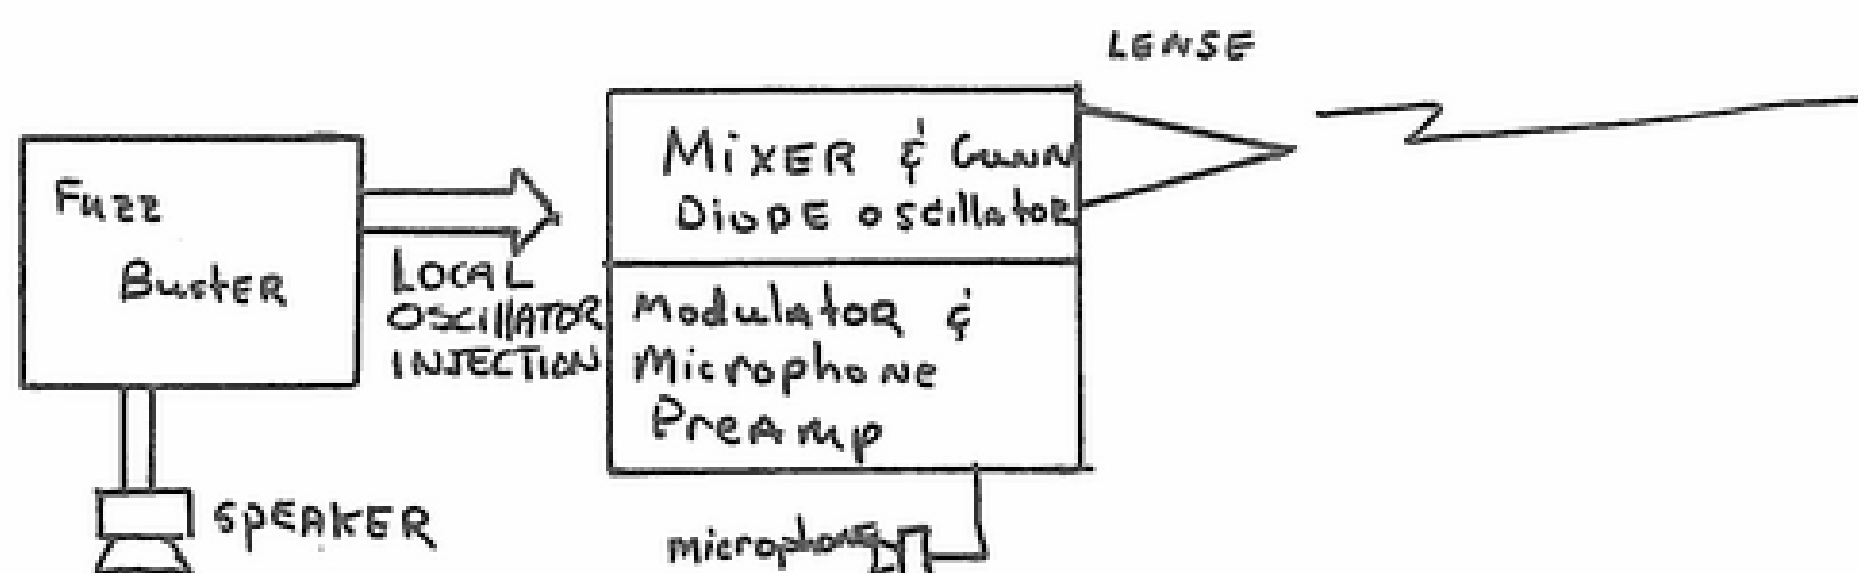 LENSE
MixER & Gunn
DiODE oscillatoR
Fuzz
BustER
LOCAL
OSCillATOR
INJECTION
Modulator &
Microphone
PreAmp
SPEAKER
microphone